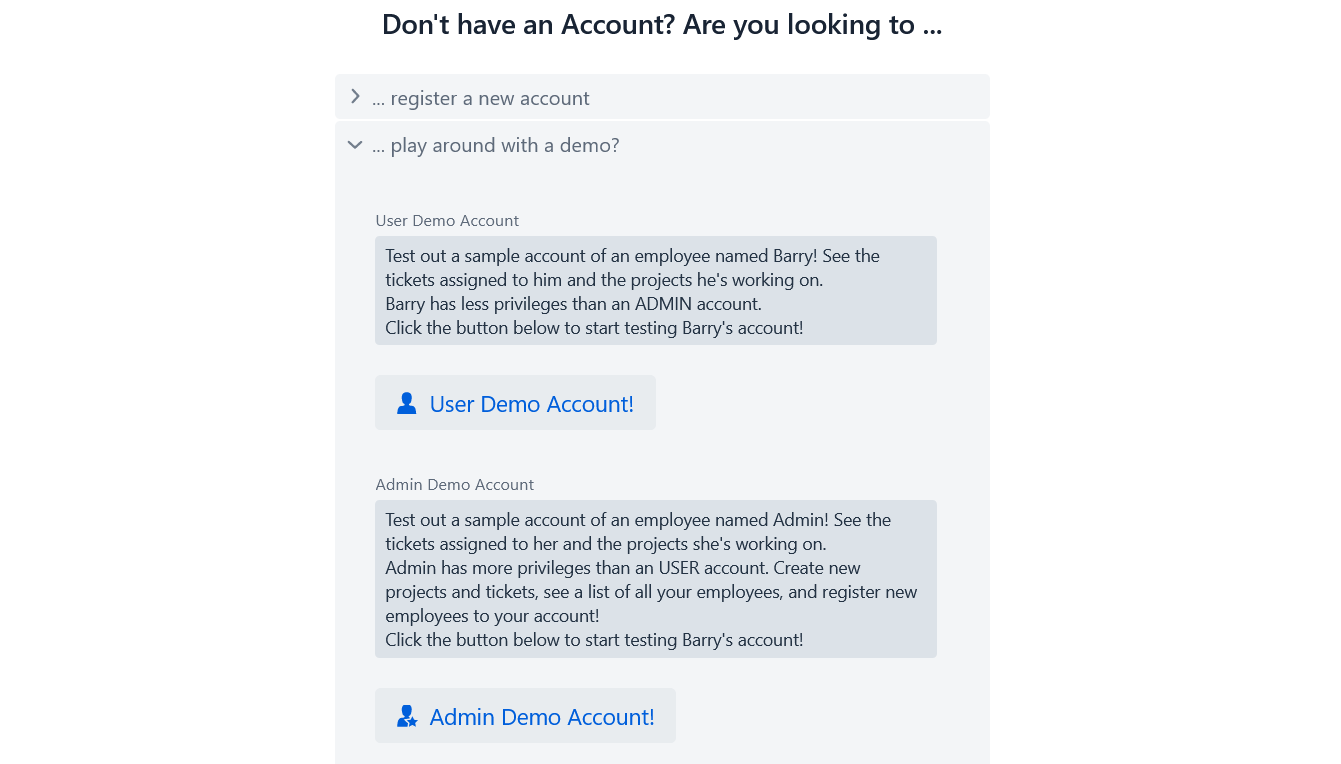 Don't have an Account? Are you looking to ...
... register a new account
... play around with a demo?
User Demo Account
Test out a sample account of an employee named Barry! See the
tickets assigned to him and the projects he's working on.
Barry has less privileges than an ADMIN account.
Click the button below to start testing Barry's account!
User Demo Account!
Admin Demo Account
Test out a sample account of an employee named Admin! See the
tickets assigned to her and the projects she's working on.
Admin has more privileges than an USER account. Create new
projects and tickets, see a list of all your employees, and register new
employees to your account!
Click the button below to start testing Barry's account!
Admin Demo Account!